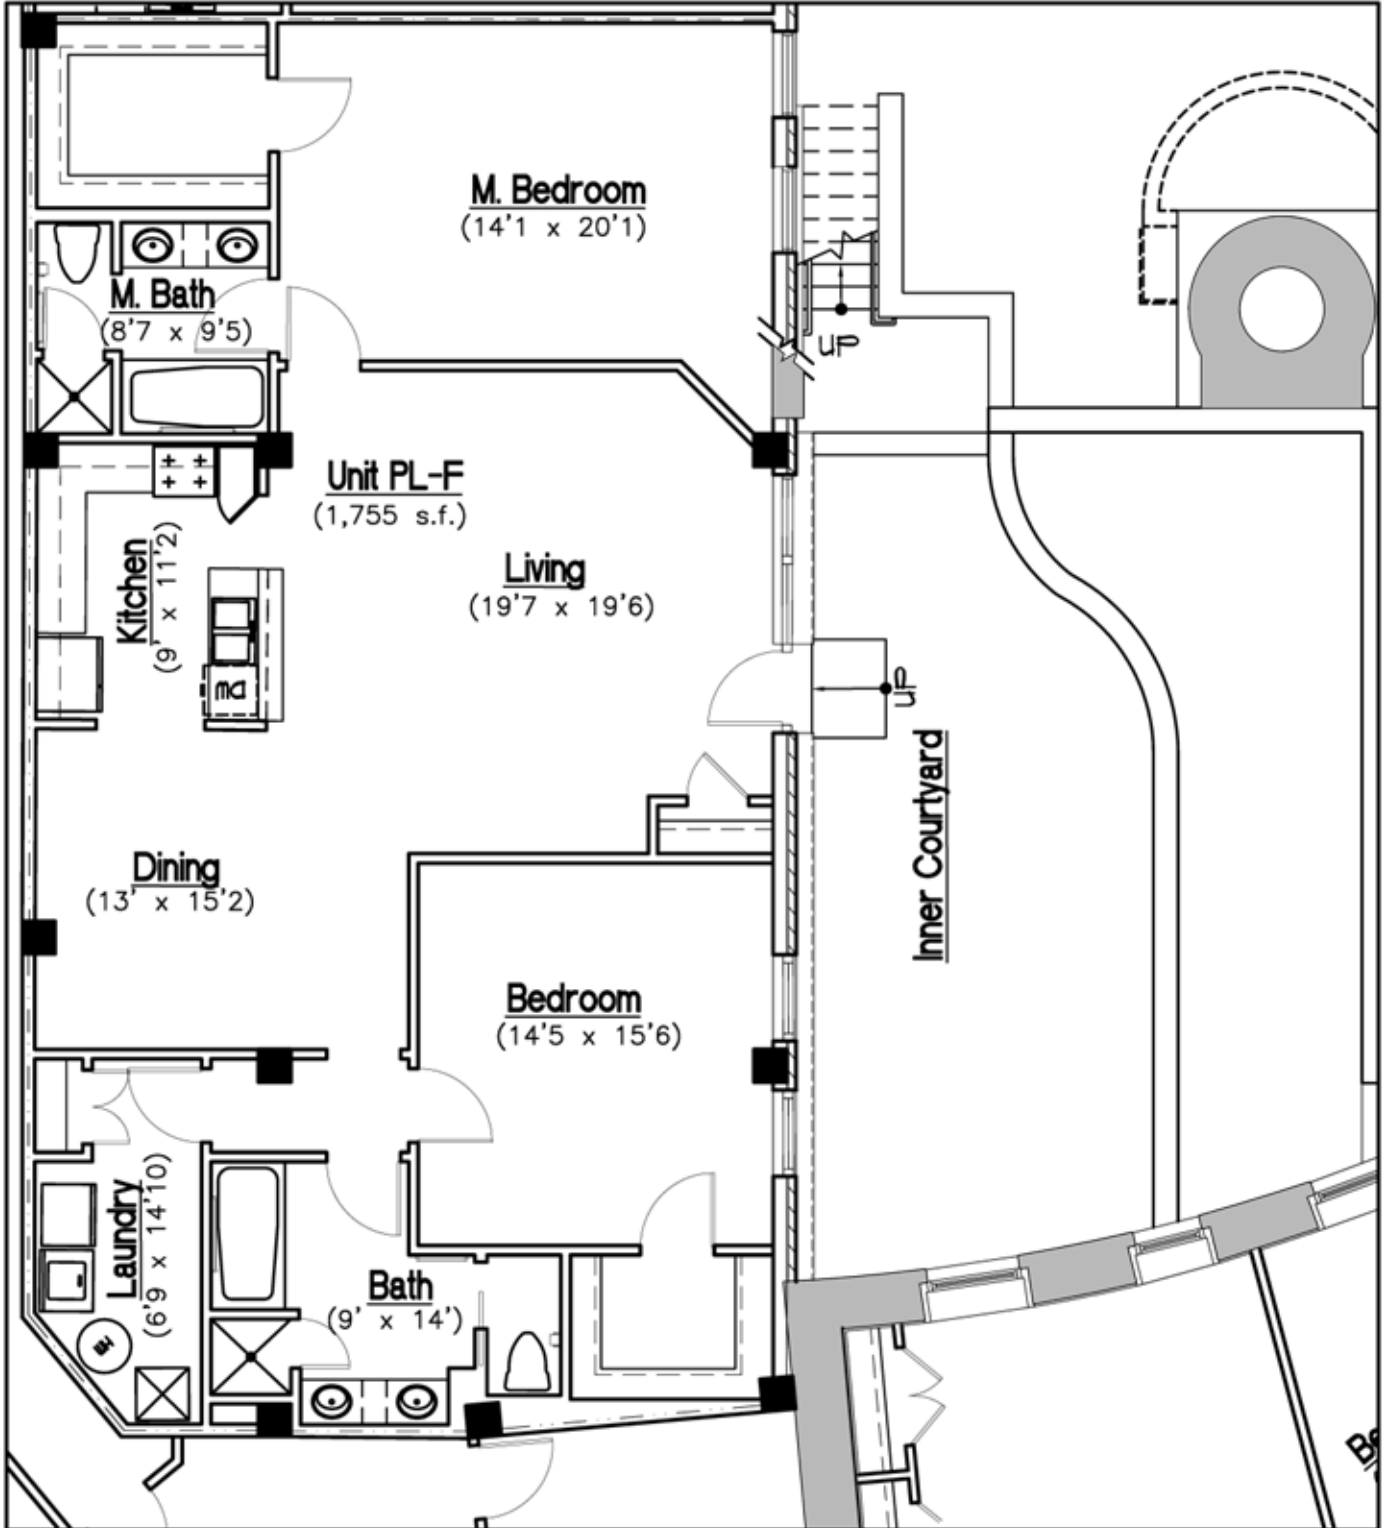 M. Bedroom
(14'1 x 20'1)
M. Bath
(8'7 x 9'5)
UP
Unit PL-F
(1,755 s.f.)
Living
(19'7 x 19'6)
Kitchen
(9' x 11'2)
DW
UP
Inner Courtyard
Dining
(13' x 15'2)
Bedroom
(14'5 x 15'6)
Laundry
(6'9 x 14'10)
Bath
(9' x 14')